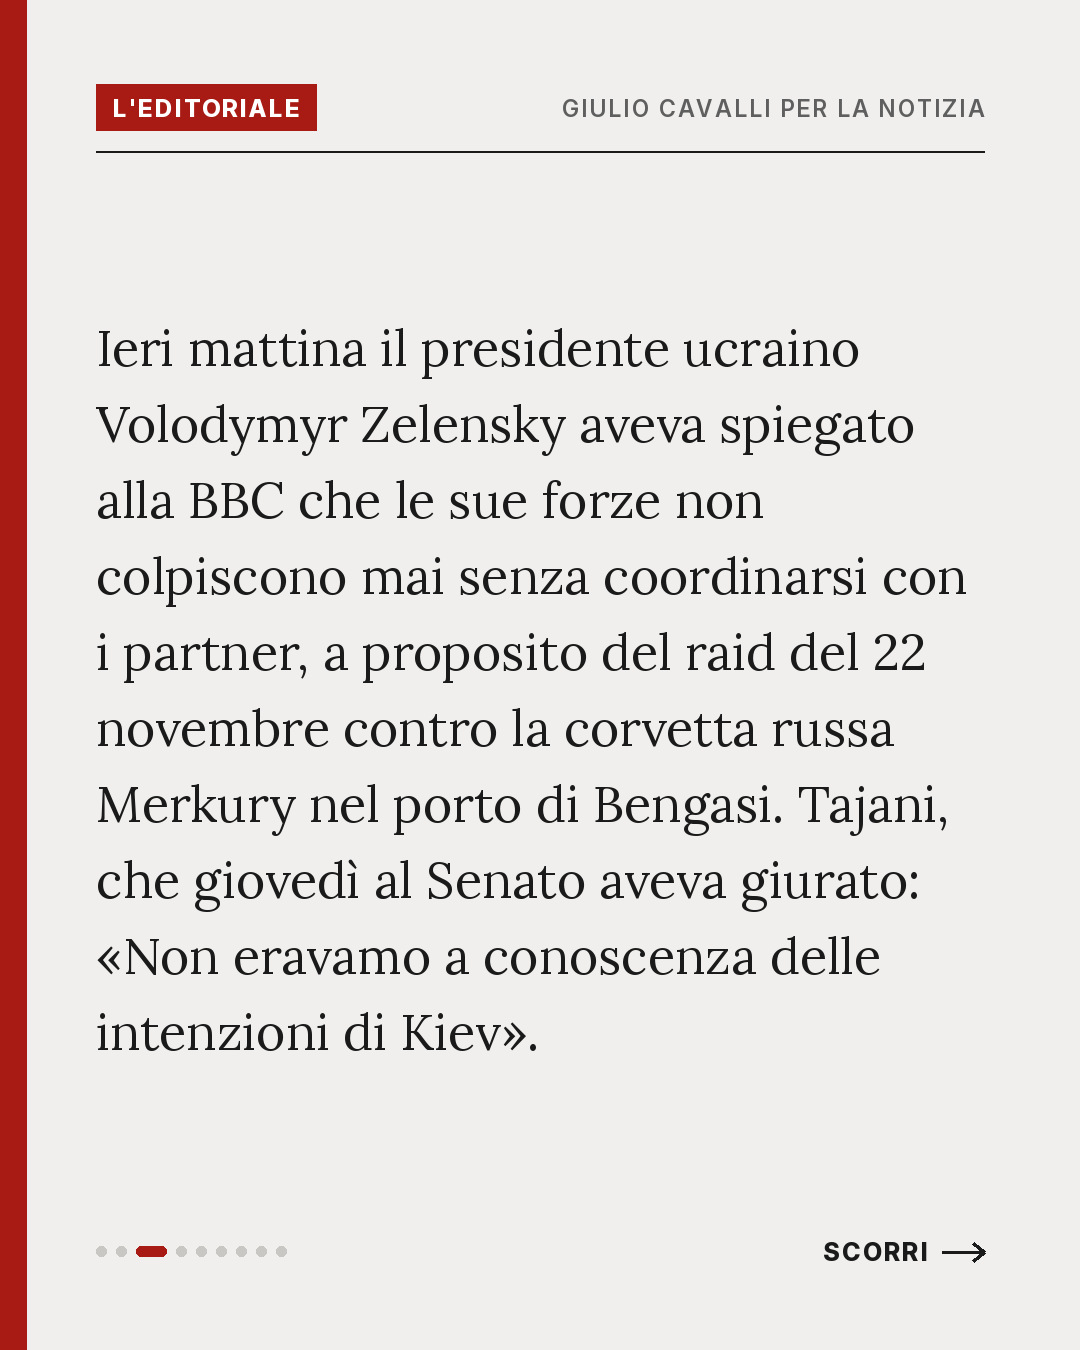 L'EDITORIALE
GIULIO CAVALLI PER LA NOTIZIA
Ieri mattina il presidente ucraino
Volodymyr Zelensky aveva spiegato
alla BBC che le sue forze non
colpiscono mai senza coordinarsi con
i partner, a proposito del raid del 22
novembre contro la corvetta russa
Merkury nel porto di Bengasi. Tajani,
che giovedì al Senato aveva giurato:
«Non eravamo a conoscenza delle
intenzioni di Kiev».
SCORRI